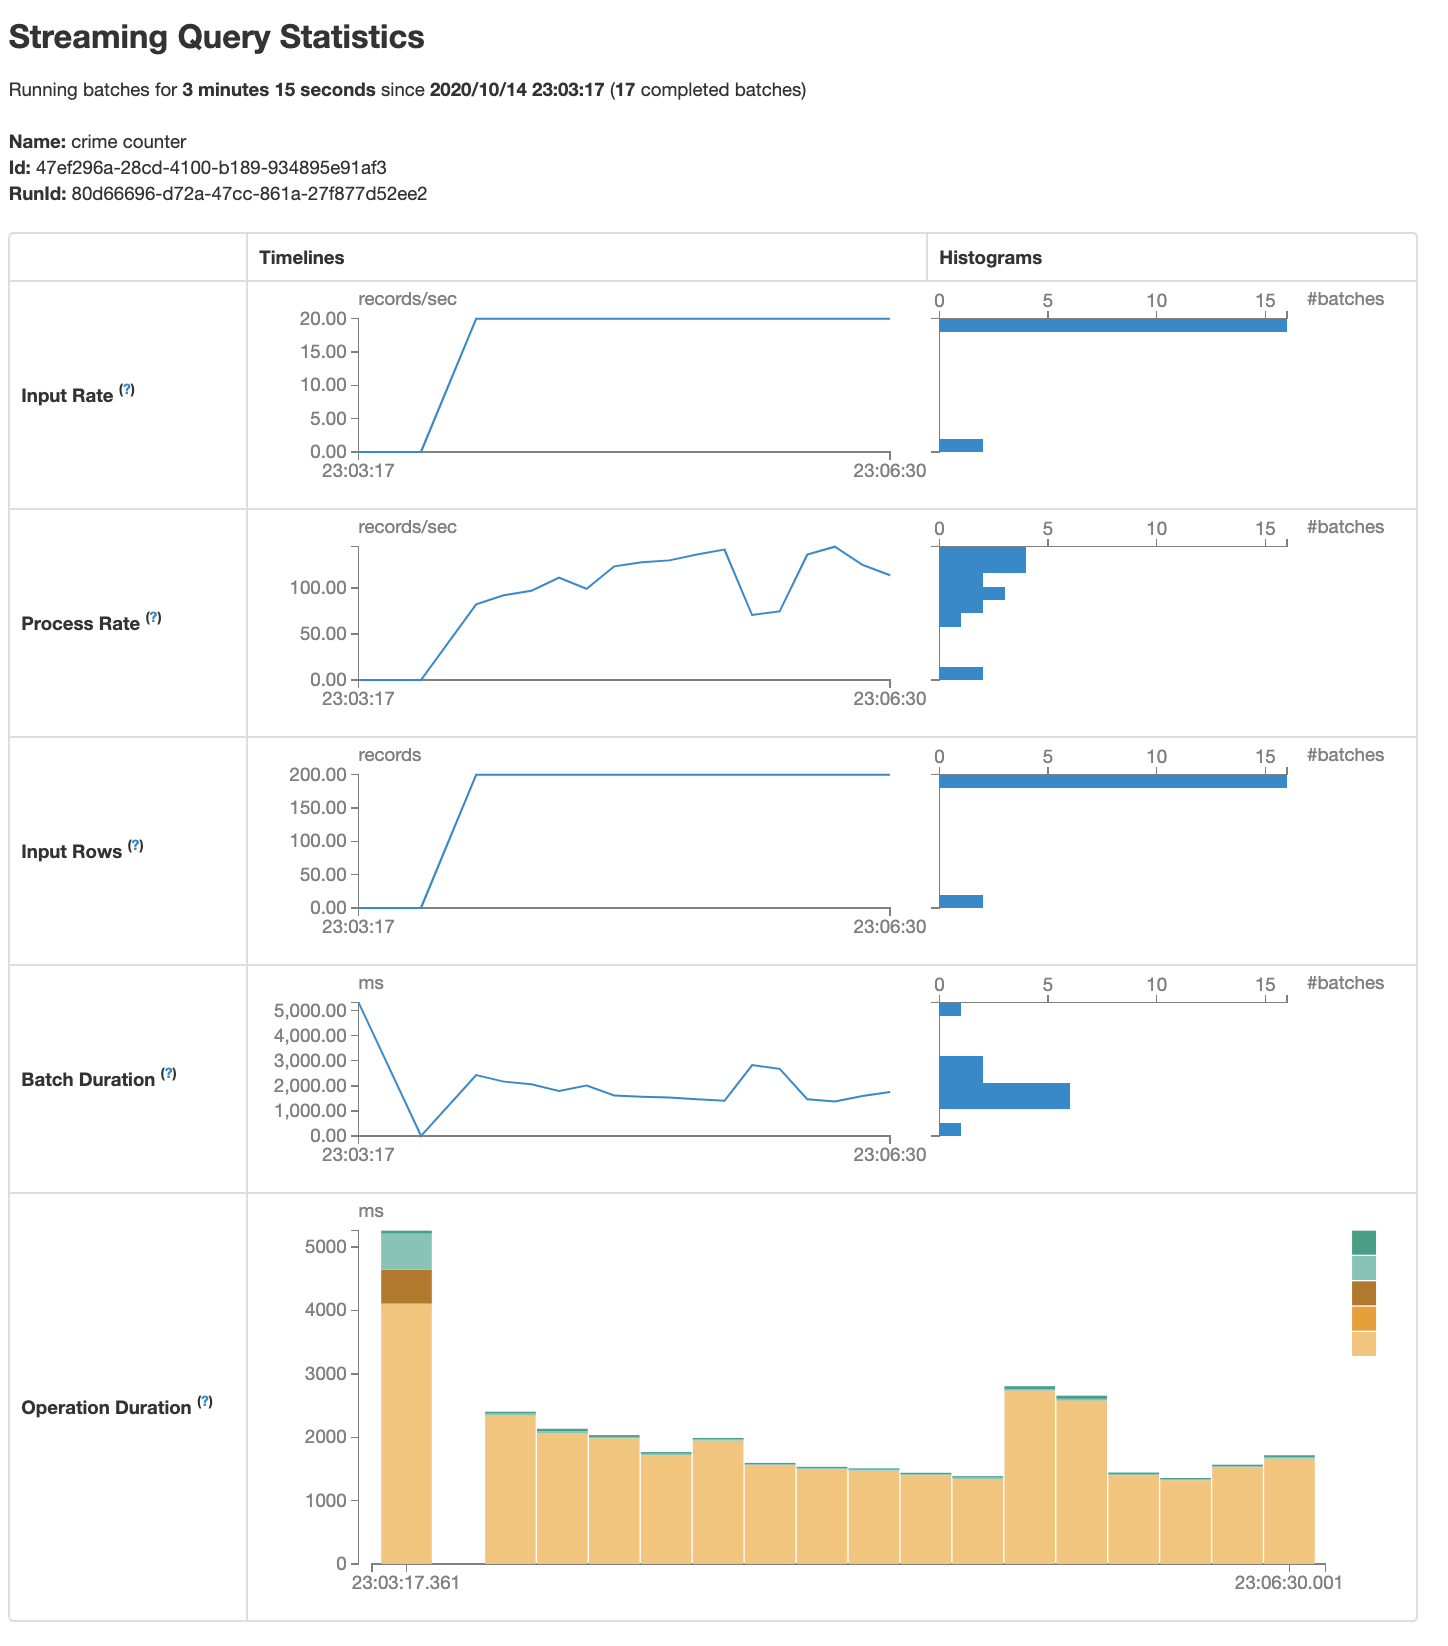 Streaming Query Statistics
Running batches for 3 minutes 15 seconds since 2020/10/14 23:03:17 (17 completed batches)
Name: crime counter
Id: 47ef296a-28cd-4100-b189-934895e91af3
RunId: 80d66696-d72a-47cc-861a-27f877d52ee2
Timelines Histograms
Input Rate (?)
records/sec
20.00
15.00
10.00
5.00
0.00
23:03:17 23:06:30
0 5 10 15 #batches
Process Rate (?)
records/sec
100.00
50.00
0.00
23:03:17 23:06:30
0 5 10 15 #batches
Input Rows (?)
records
200.00
150.00
100.00
50.00
0.00
23:03:17 23:06:30
0 5 10 15 #batches
Batch Duration (?)
ms
5,000.00
4,000.00
3,000.00
2,000.00
1,000.00
0.00
23:03:17 23:06:30
0 5 10 15 #batches
Operation Duration (?)
ms
5000
4000
3000
2000
1000
0
23:03:17.361 23:06:30.001